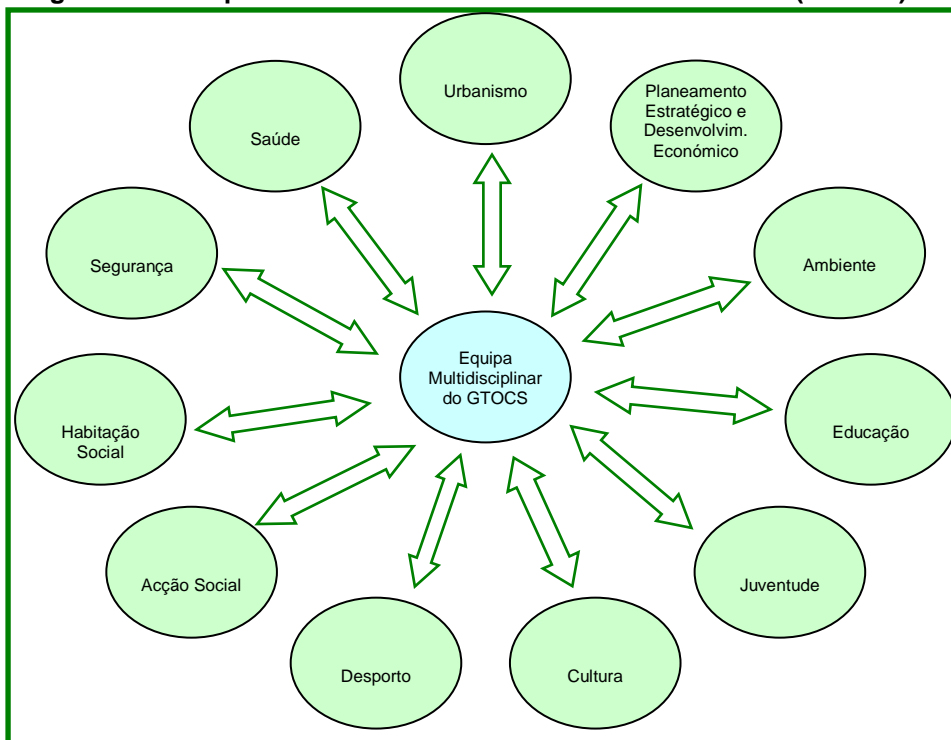 Urbanismo
Planeamento
Estratégico e
Desenvolvim.
Económico
Saúde
Segurança
Ambiente
Equipa
Multidisciplinar
do GTOCS
Habitação
Social
Educação
Acção Social
Juventude
Desporto
Cultura